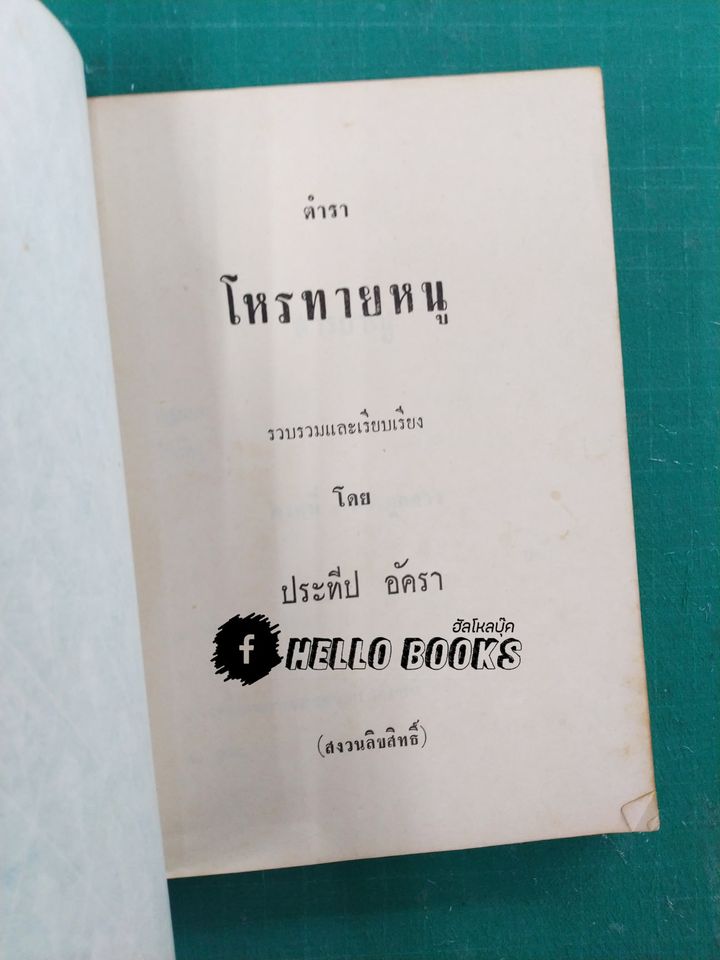 ตำรา
โหรทายหนู
รวบรวมและเรียบเรียง
โดย
ประทีป อัครา
ฮัลโหลบุ๊ค
f HELLO BOOKS
(สงวนลิขสิทธิ์)